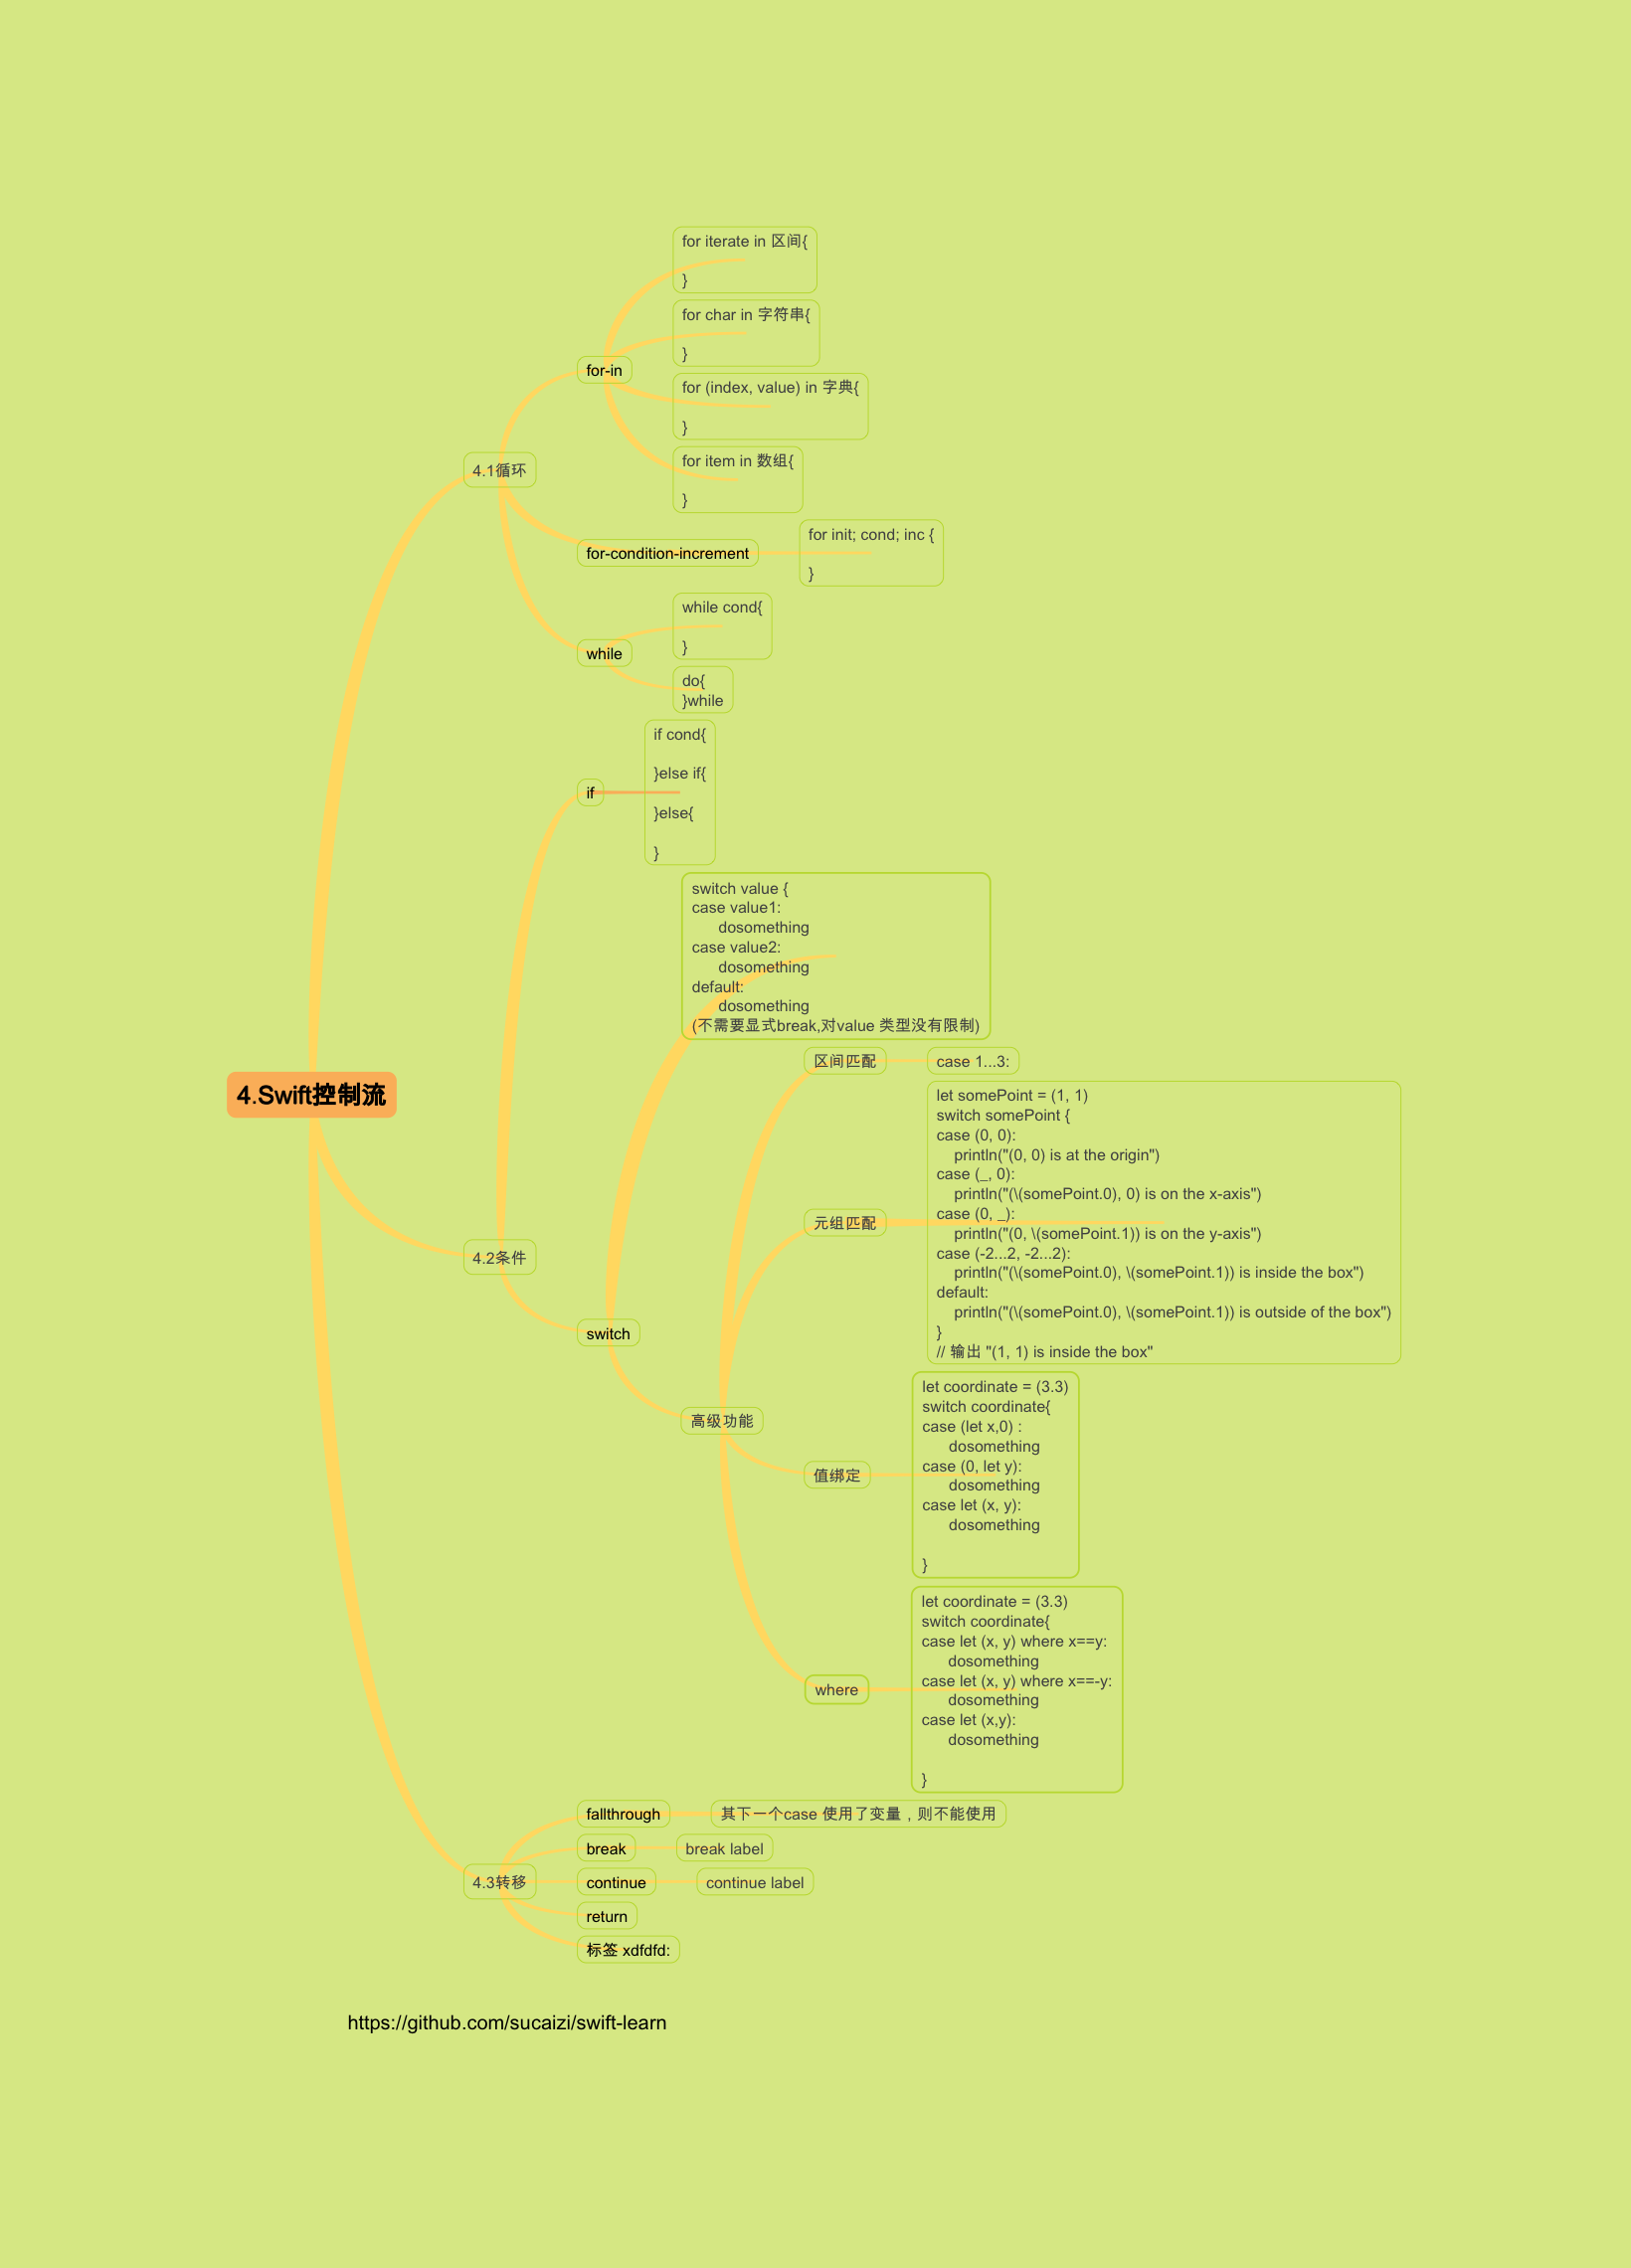 4.Swift控制流
4.1循环
for-in
for iterate in 区间{
}
for char in 字符串{
}
for (index, value) in 字典{
}
for item in 数组{
}
for-condition-increment
for init; cond; inc {
}
while
while cond{
}
do{
}while
4.2条件
if
if cond{
}else if{
}else{
}
switch
switch value {
case value1:
dosomething
case value2:
dosomething
default:
dosomething
(不需要显式break,对value 类型没有限制)
高级功能
区间匹配
case 1...3:
元组匹配
let somePoint = (1, 1)
switch somePoint {
case (0, 0):
println("(0, 0) is at the origin")
case (_, 0):
println("(\(somePoint.0), 0) is on the x-axis")
case (0, _):
println("(0, \(somePoint.1)) is on the y-axis")
case (-2...2, -2...2):
println("(\(somePoint.0), \(somePoint.1)) is inside the box")
default:
println("(\(somePoint.0), \(somePoint.1)) is outside of the box")
}
// 输出 "(1, 1) is inside the box"
值绑定
let coordinate = (3.3)
switch coordinate{
case (let x,0) :
dosomething
case (0, let y):
dosomething
case let (x, y):
dosomething
}
where
let coordinate = (3.3)
switch coordinate{
case let (x, y) where x==y:
dosomething
case let (x, y) where x==-y:
dosomething
case let (x,y):
dosomething
}
4.3转移
fallthrough
其下一个case 使用了变量，则不能使用
break
break label
continue
continue label
return
标签 xdfdfd:
https://github.com/sucaizi/swift-learn